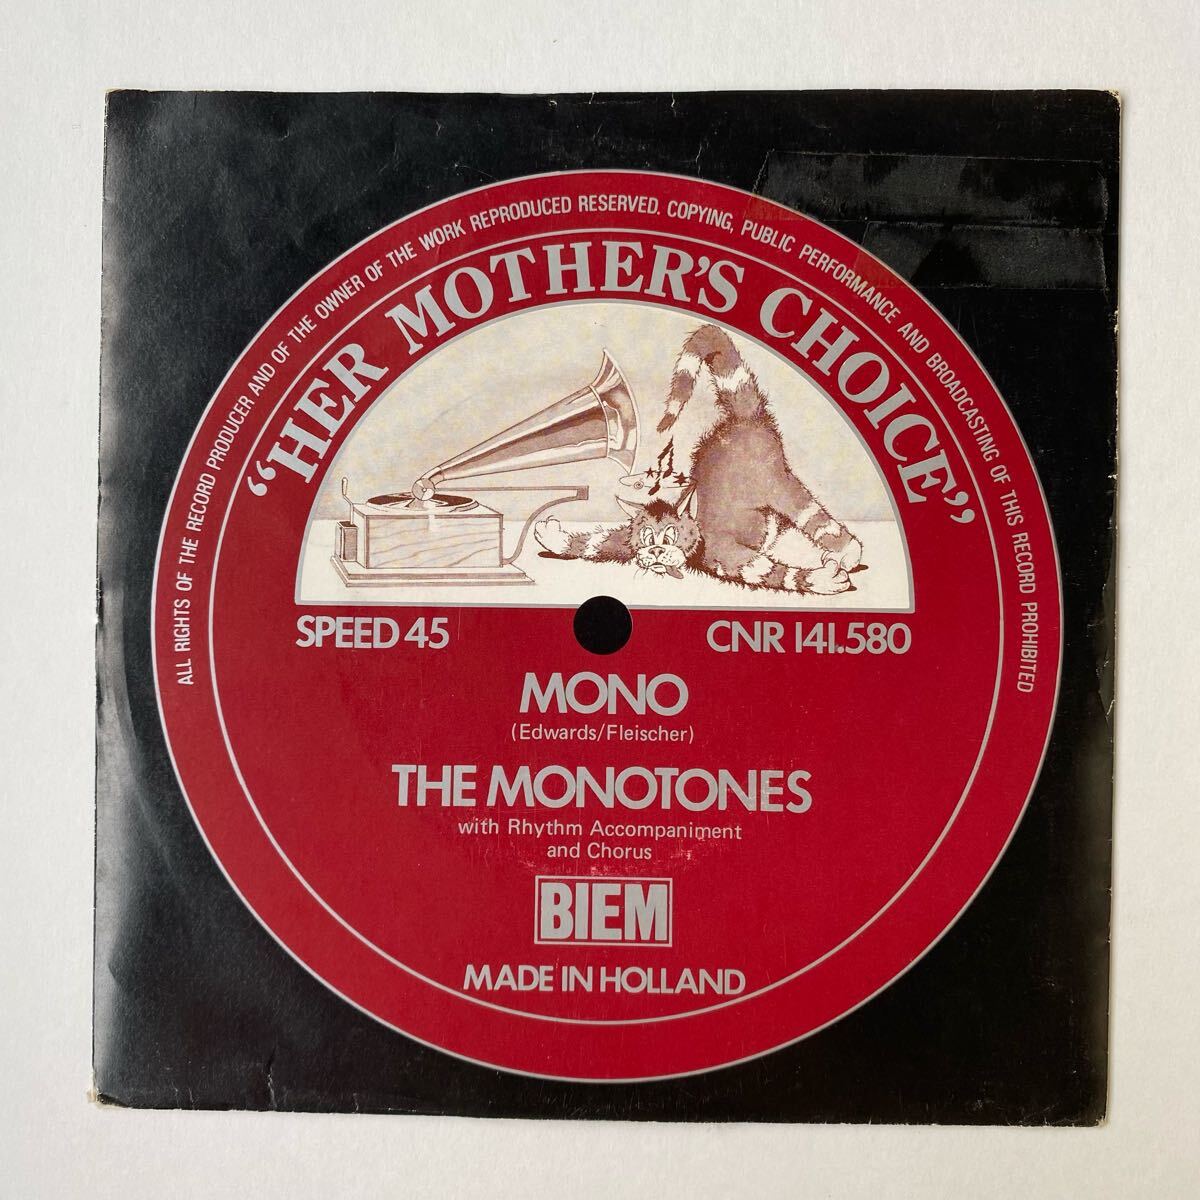 ALL RIGHTS OF THE RECORD PRODUCER AND OF THE OWNER OF THE WORK REPRODUCED RESERVED. COPYING, PUBLIC PERFORMANCE AND BROADCASTING OF THIS RECORD PROHIBITED
“HER MOTHER'S CHOICE”
SPEED 45
CNR 141.580
MONO
(Edwards/Fleischer)
THE MONOTONES
with Rhythm Accompaniment
and Chorus
BIEM
MADE IN HOLLAND